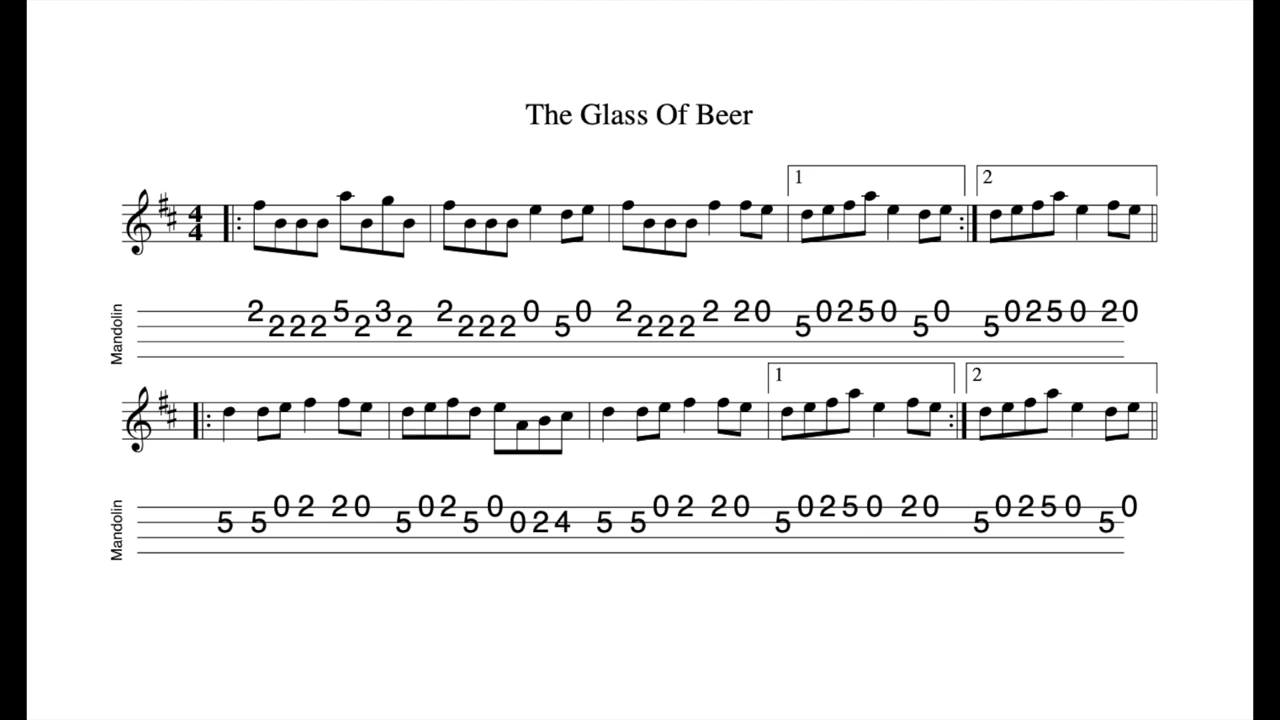 The Glass Of Beer
1 2
4
4
Mandolin 2 2 2 2 5 2 3 2 2 2 2 2 0 5 0 2 2 2 2 2 2 0 5 0 2 5 0 5 0 5 0 2 5 0 2 0
1 2
Mandolin 5 5 0 2 2 0 5 0 2 5 0 0 2 4 5 5 0 2 2 0 5 0 2 5 0 2 0 5 0 2 5 0 5 0